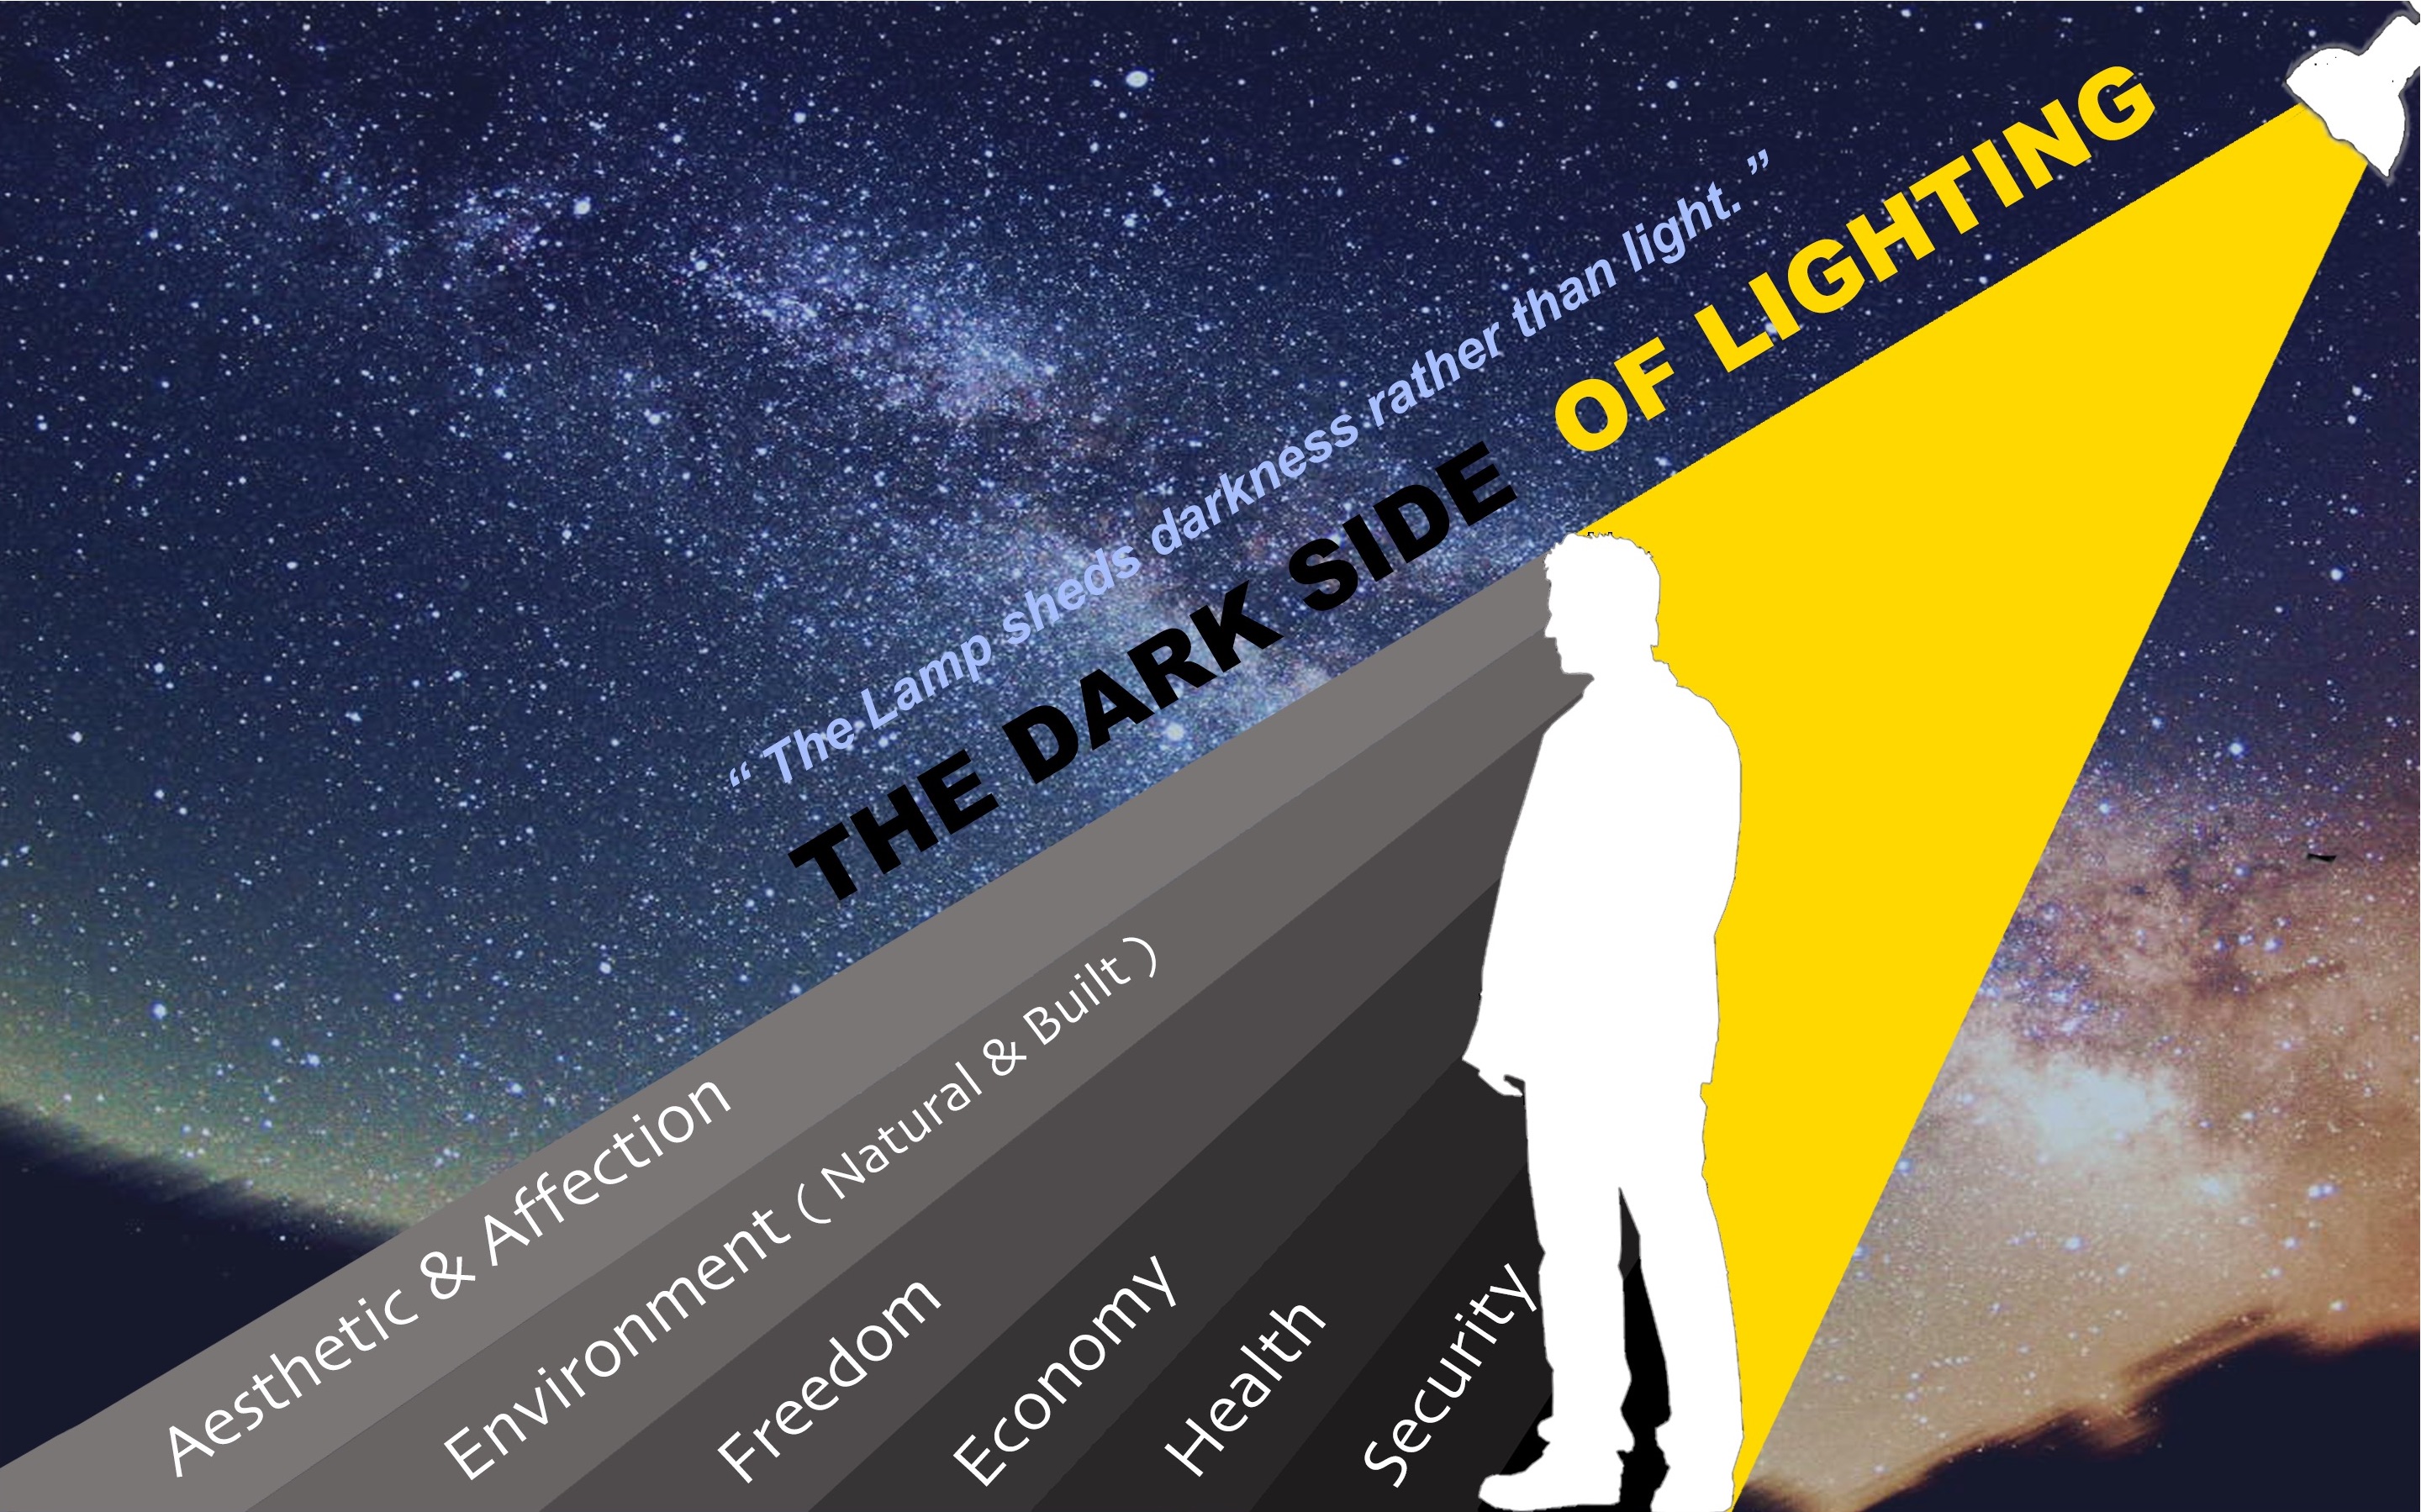 “ The Lamp sheds darkness rather than light. ”
THE DARK SIDE OF LIGHTING
Aesthetic & Affection
Environment ( Natural & Built )
Freedom
Economy
Health
Security